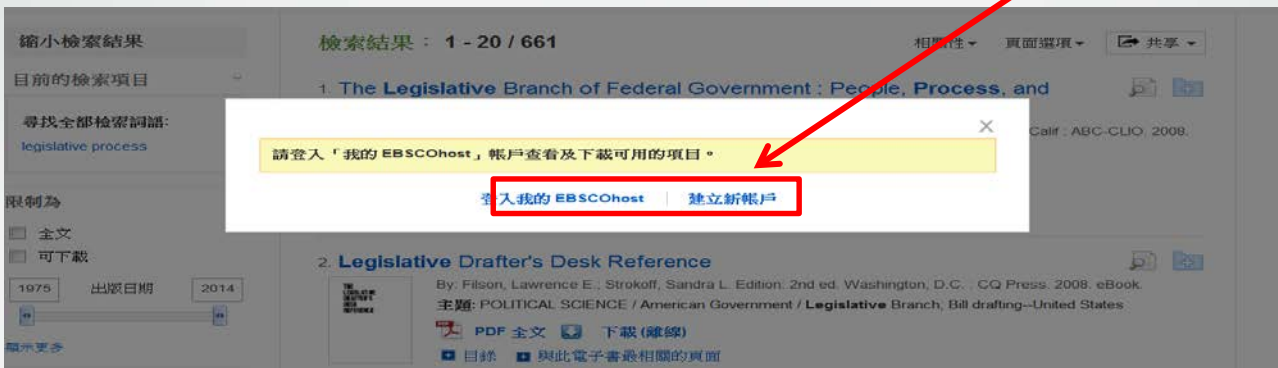 縮小檢索結果
目前的檢索項目
尋找全部檢索詞語:
legislative process
限制為
全文
可下載
1975 出版日期 2014
顯示更多
檢索結果: 1 - 20 / 661
相關性 頁面選項 共享
1. The Legislative Branch of Federal Government : People, Process, and
Calif : ABC-CLIO. 2008.
×
請登入「我的 EBSCOhost」帳戶查看及下載可用的項目。
登入我的 EBSCOhost | 建立新帳戶
2. Legislative Drafter's Desk Reference
THE LEGISLATIVE DRAFTER'S DESK REFERENCE
By: Filson, Lawrence E.; Strokoff, Sandra L. Edition: 2nd ed. Washington, D.C. : CQ Press. 2008. eBook.
主題: POLITICAL SCIENCE / American Government / Legislative Branch; Bill drafting--United States
PDF 全文 下載 (離線)
目錄 與此電子書最相關的頁面